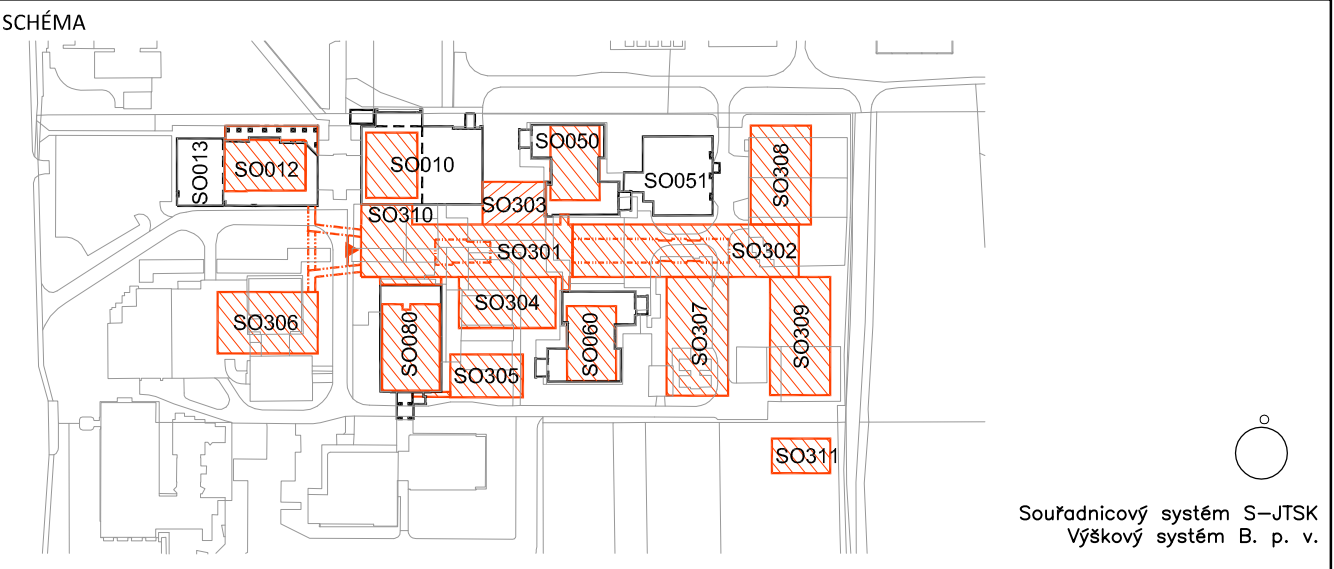 SCHÉMA
SO013
SO012
SO010
SO050
SO051
SO308
SO310
SO303
SO301
SO302
SO304
SO306
SO080
SO305
SO060
SO307
SO309
SO311
Souřadnicový systém S–JTSK
Výškový systém B. p. v.